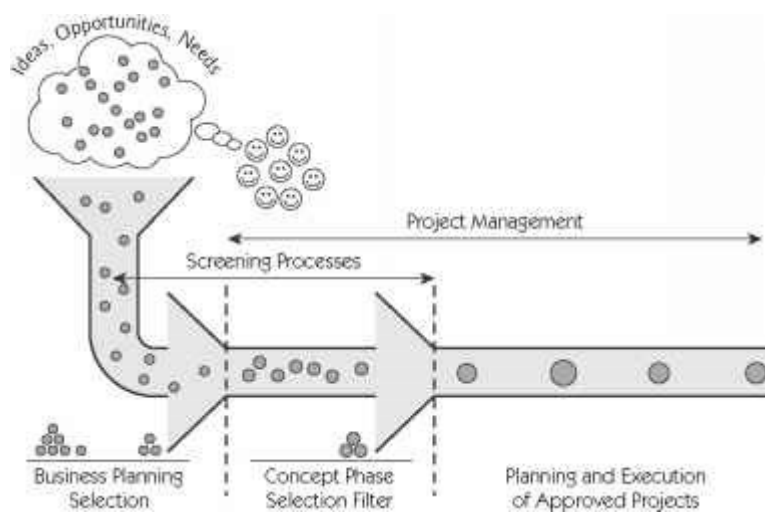 Ideas, Opportunities, Needs
Project Management
Screening Processes
Business Planning
Selection
Concept Phase
Selection Filter
Planning and Execution
of Approved Projects